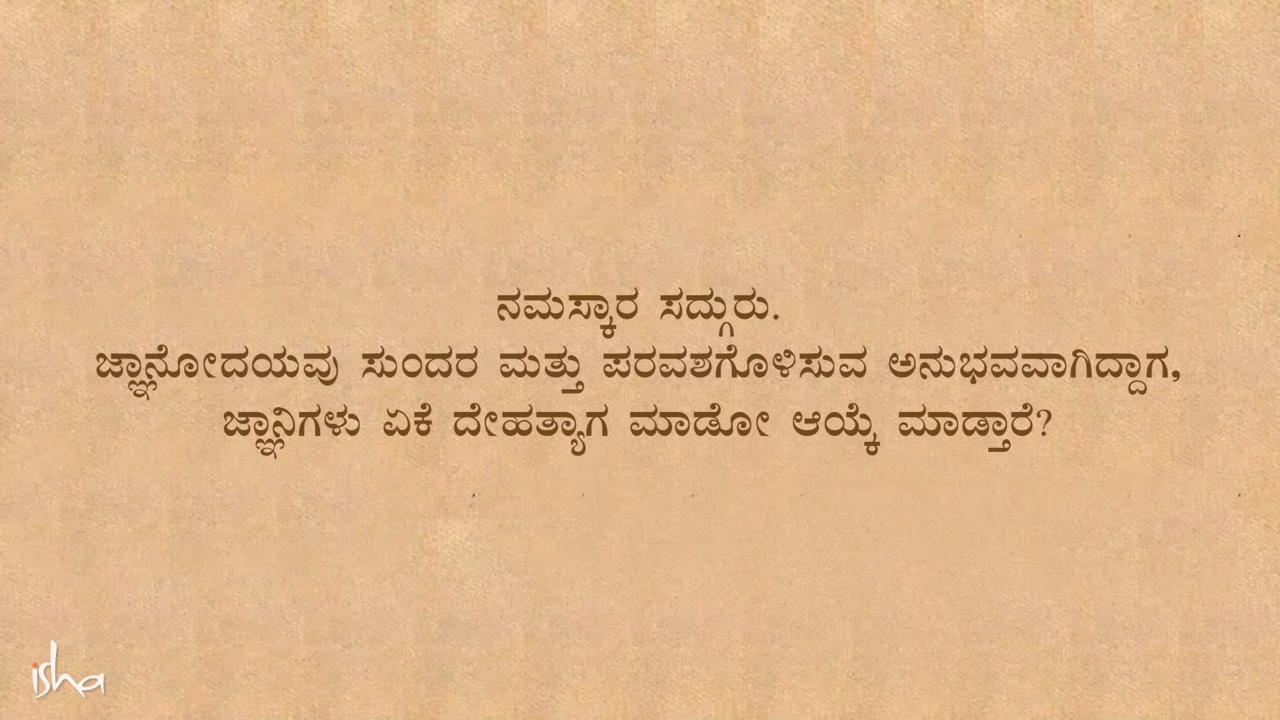 ನಮಸ್ಕಾರ ಸದ್ಗುರು.
ಜ್ಞಾನೋದಯವು ಸುಂದರ ಮತ್ತು ಪರವಶಗೊಳಿಸುವ ಅನುಭವವಾಗಿದ್ದಾಗ,
ಜ್ಞಾನಿಗಳು ಏಕೆ ದೇಹತ್ಯಾಗ ಮಾಡೋ ಆಯ್ಕೆ ಮಾಡ್ತಾರೆ?
isha